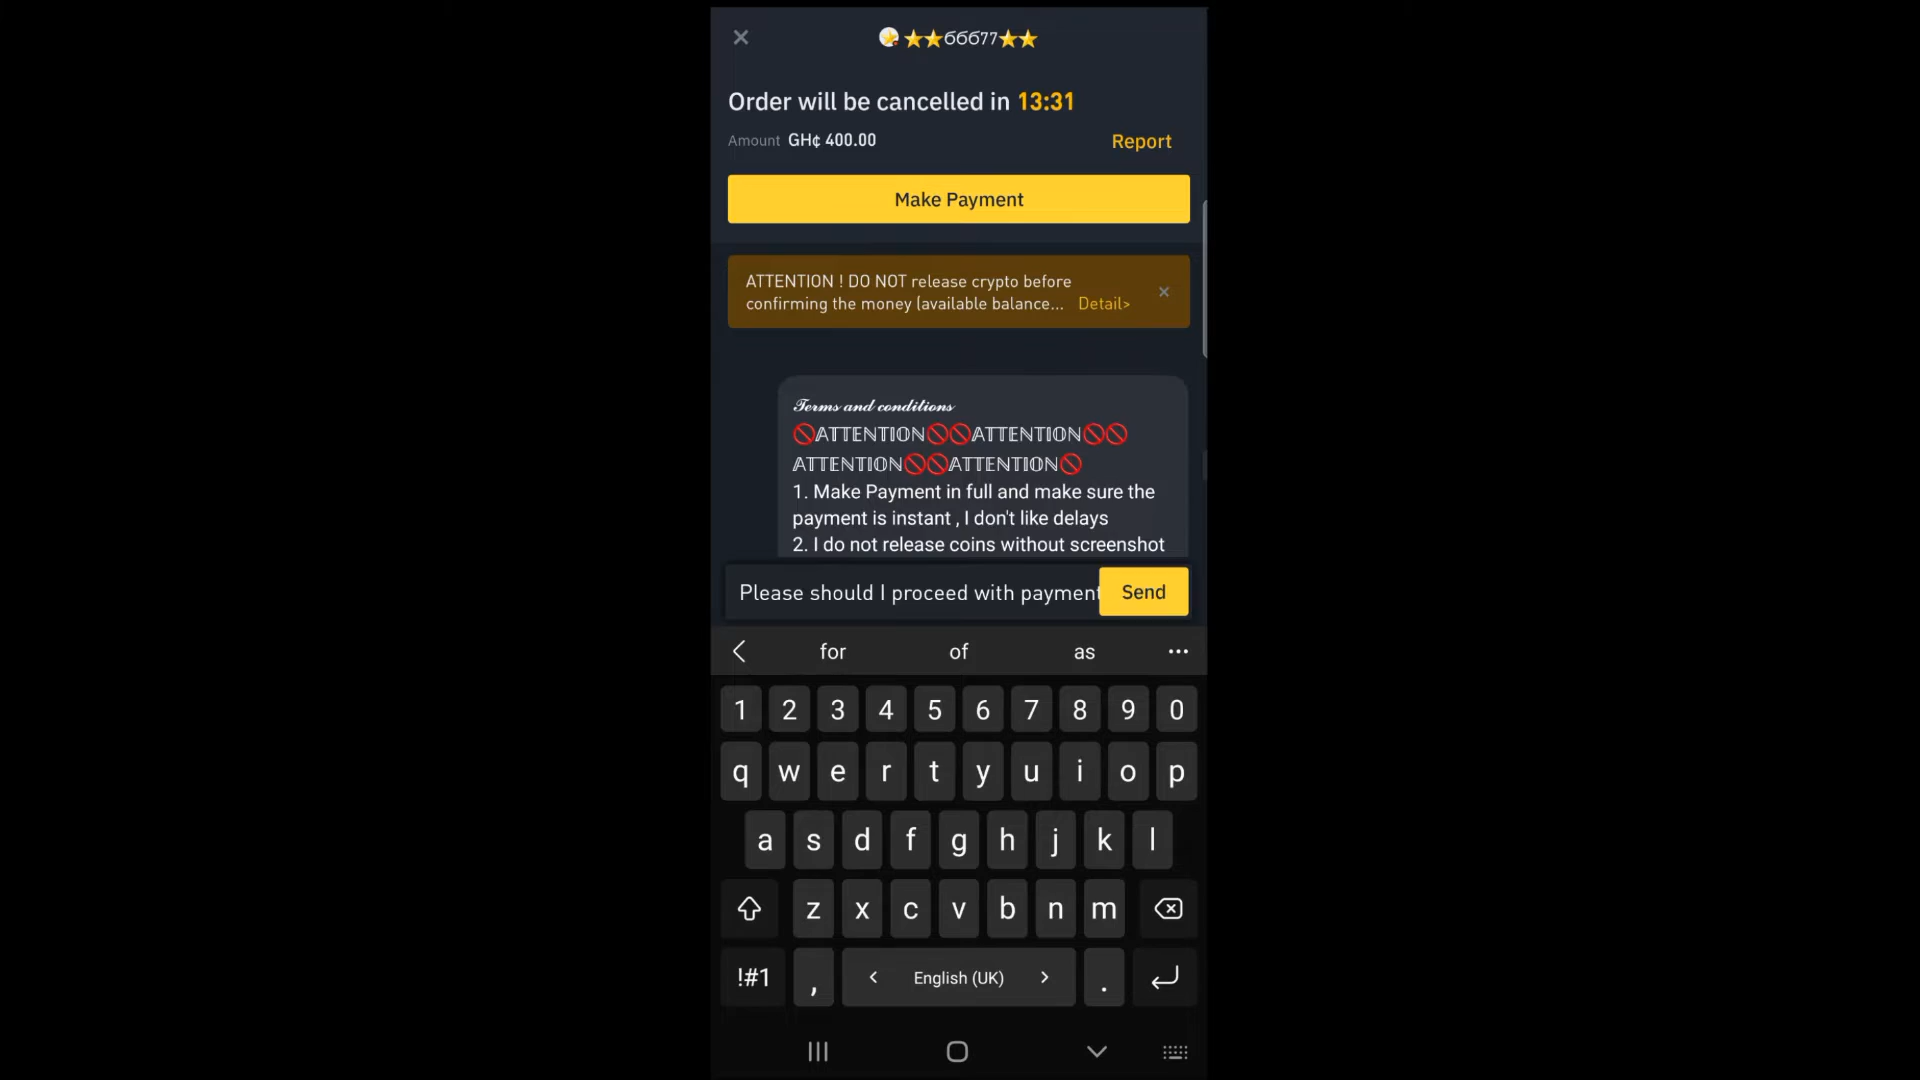 ⭐⭐66677⭐⭐
Order will be cancelled in 13:31
Amount GH¢ 400.00
Report
Make Payment
ATTENTION ! DO NOT release crypto before
confirming the money (available balance... Detail>
𝒯𝑒𝓇𝓂𝓈 𝒶𝓃𝒹 𝒸𝑜𝓃𝒹𝒾𝓉𝒾𝑜𝓃𝓈
🚫𝔸𝕋𝕋𝔼ℕ𝕋𝕀𝕆ℕ🚫🚫𝔸𝕋𝕋𝔼ℕ𝕋𝕀𝕆ℕ🚫🚫
𝔸𝕋𝕋𝔼ℕ𝕋𝕀𝕆ℕ🚫🚫𝔸𝕋𝕋𝔼ℕ𝕋𝕀𝕆ℕ🚫
1. Make Payment in full and make sure the
payment is instant , I don't like delays
2. I do not release coins without screenshot
Please should I proceed with payment
Send
for of as
1 2 3 4 5 6 7 8 9 0
q w e r t y u i o p
a s d f g h j k l
z x c v b n m
!#1 , < English (UK) > .